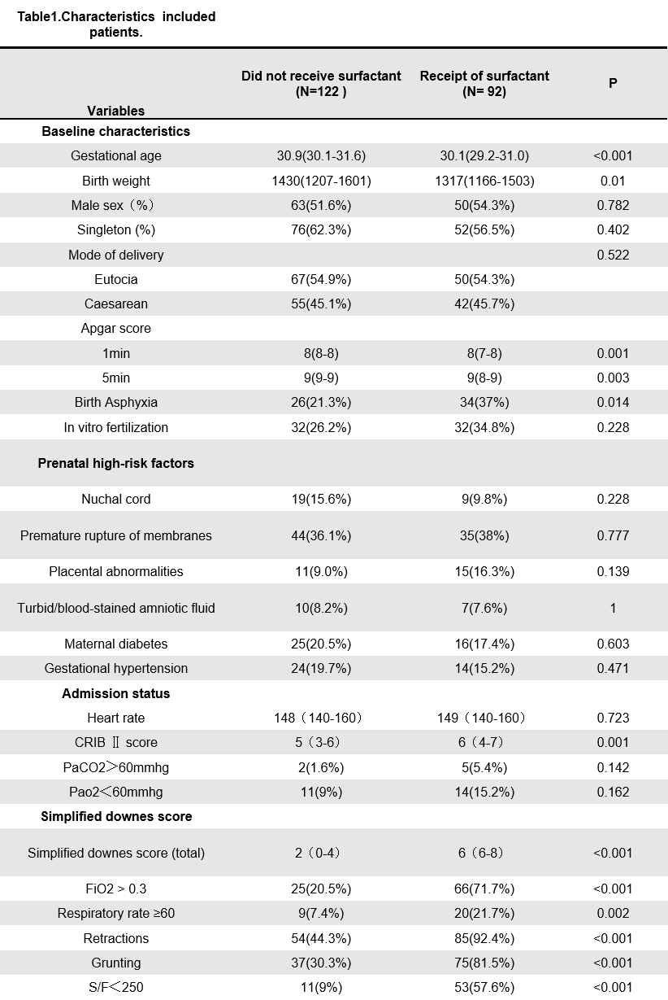 Table1.Characteristics included
patients.
Variables Did not receive surfactant (N=122 ) Receipt of surfactant (N= 92) P
Baseline characteristics
Gestational age 30.9(30.1-31.6) 30.1(29.2-31.0) <0.001
Birth weight 1430(1207-1601) 1317(1166-1503) 0.01
Male sex（%） 63(51.6%) 50(54.3%) 0.782
Singleton (%) 76(62.3%) 52(56.5%) 0.402
Mode of delivery 0.522
Eutocia 67(54.9%) 50(54.3%)
Caesarean 55(45.1%) 42(45.7%)
Apgar score
1min 8(8-8) 8(7-8) 0.001
5min 9(9-9) 9(8-9) 0.003
Birth Asphyxia 26(21.3%) 34(37%) 0.014
In vitro fertilization 32(26.2%) 32(34.8%) 0.228
Prenatal high-risk factors
Nuchal cord 19(15.6%) 9(9.8%) 0.228
Premature rupture of membranes 44(36.1%) 35(38%) 0.777
Placental abnormalities 11(9.0%) 15(16.3%) 0.139
Turbid/blood-stained amniotic fluid 10(8.2%) 7(7.6%) 1
Maternal diabetes 25(20.5%) 16(17.4%) 0.603
Gestational hypertension 24(19.7%) 14(15.2%) 0.471
Admission status
Heart rate 148（140-160） 149（140-160） 0.723
CRIB Ⅱ score 5（3-6） 6（4-7） 0.001
PaCO2＞60mmhg 2(1.6%) 5(5.4%) 0.142
Pao2＜60mmhg 11(9%) 14(15.2%) 0.162
Simplified downes score
Simplified downes score (total) 2（0-4） 6（6-8） <0.001
FiO2 > 0.3 25(20.5%) 66(71.7%) <0.001
Respiratory rate ≥60 9(7.4%) 20(21.7%) 0.002
Retractions 54(44.3%) 85(92.4%) <0.001
Grunting 37(30.3%) 75(81.5%) <0.001
S/F＜250 11(9%) 53(57.6%) <0.001